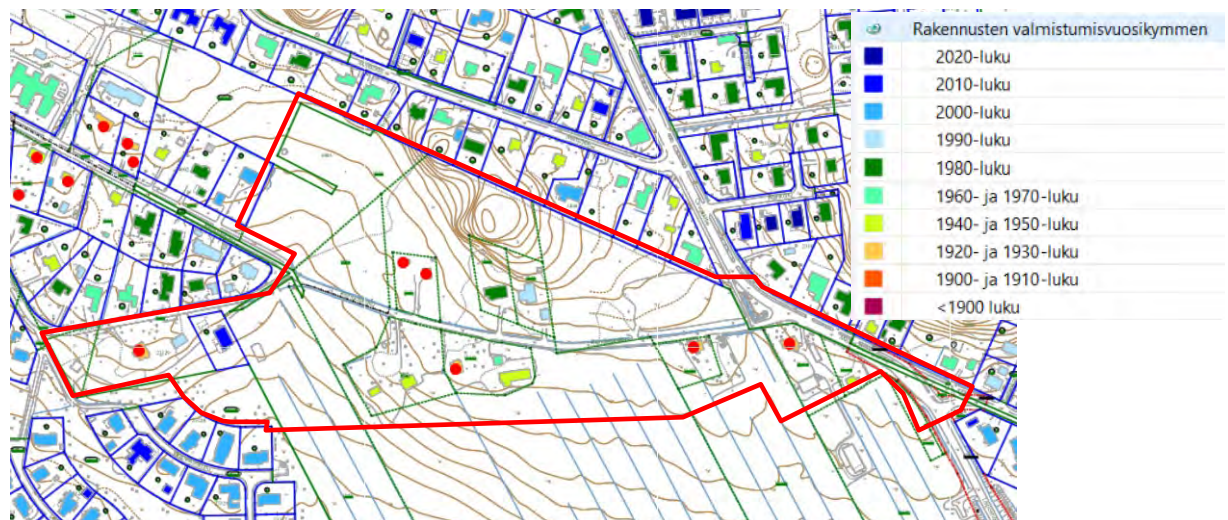 Rakennusten valmistumisvuosikymmen
2020-luku
2010-luku
2000-luku
1990-luku
1980-luku
1960- ja 1970-luku
1940- ja 1950-luku
1920- ja 1930-luku
1900- ja 1910-luku
<1900 luku